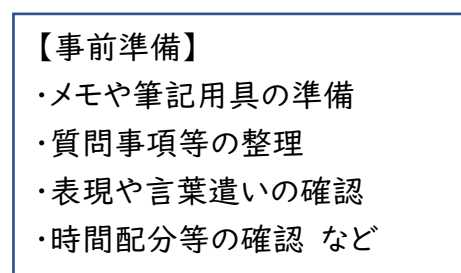 【事前準備】
・メモや筆記用具の準備
・質問事項等の整理
・表現や言葉遣いの確認
・時間配分等の確認 など